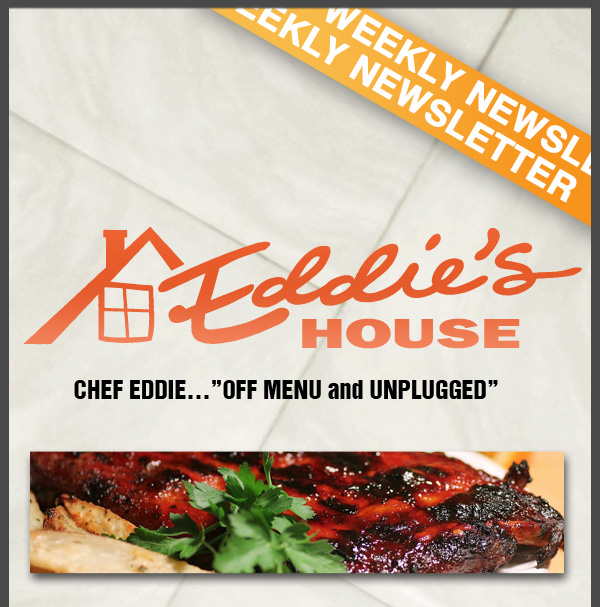 WEEKLY NEWSL
EEKLY NEWSLETTER
Eddie's
HOUSE
CHEF EDDIE...”OFF MENU and UNPLUGGED”